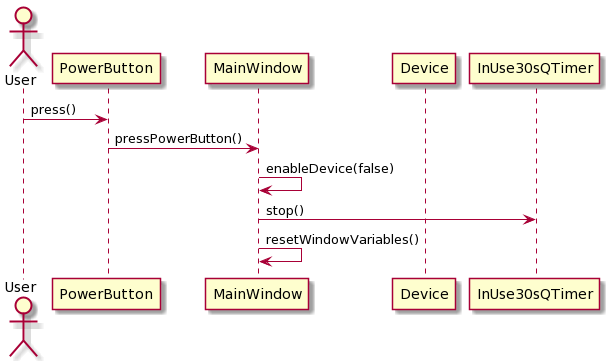 User
PowerButton
MainWindow
Device
InUse30sQTimer
press()
pressPowerButton()
enableDevice(false)
stop()
resetWindowVariables()
User
PowerButton
MainWindow
Device
InUse30sQTimer